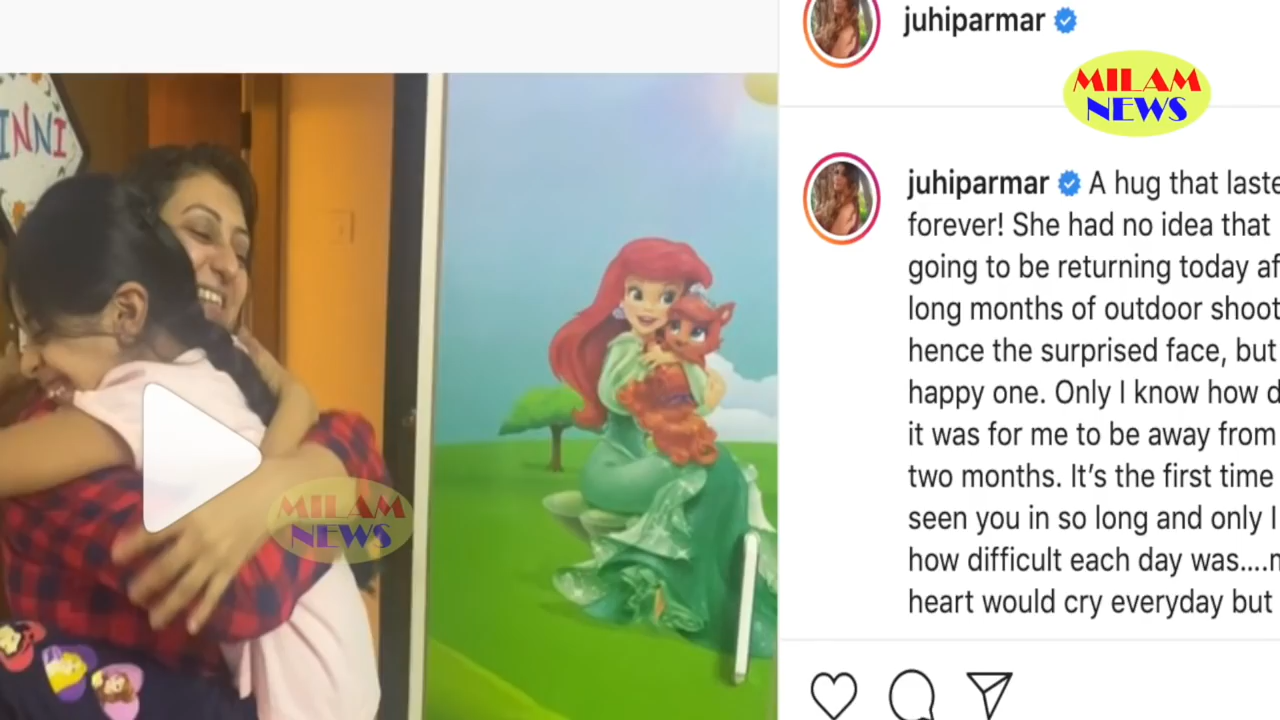 juhiparmar
MILAM
NEWS
INNI
juhiparmar A hug that laste
forever! She had no idea that
going to be returning today af
long months of outdoor shoot
hence the surprised face, but
happy one. Only I know how d
it was for me to be away from
two months. It’s the first time
seen you in so long and only I
how difficult each day was....n
heart would cry everyday but
MILAM
NEWS